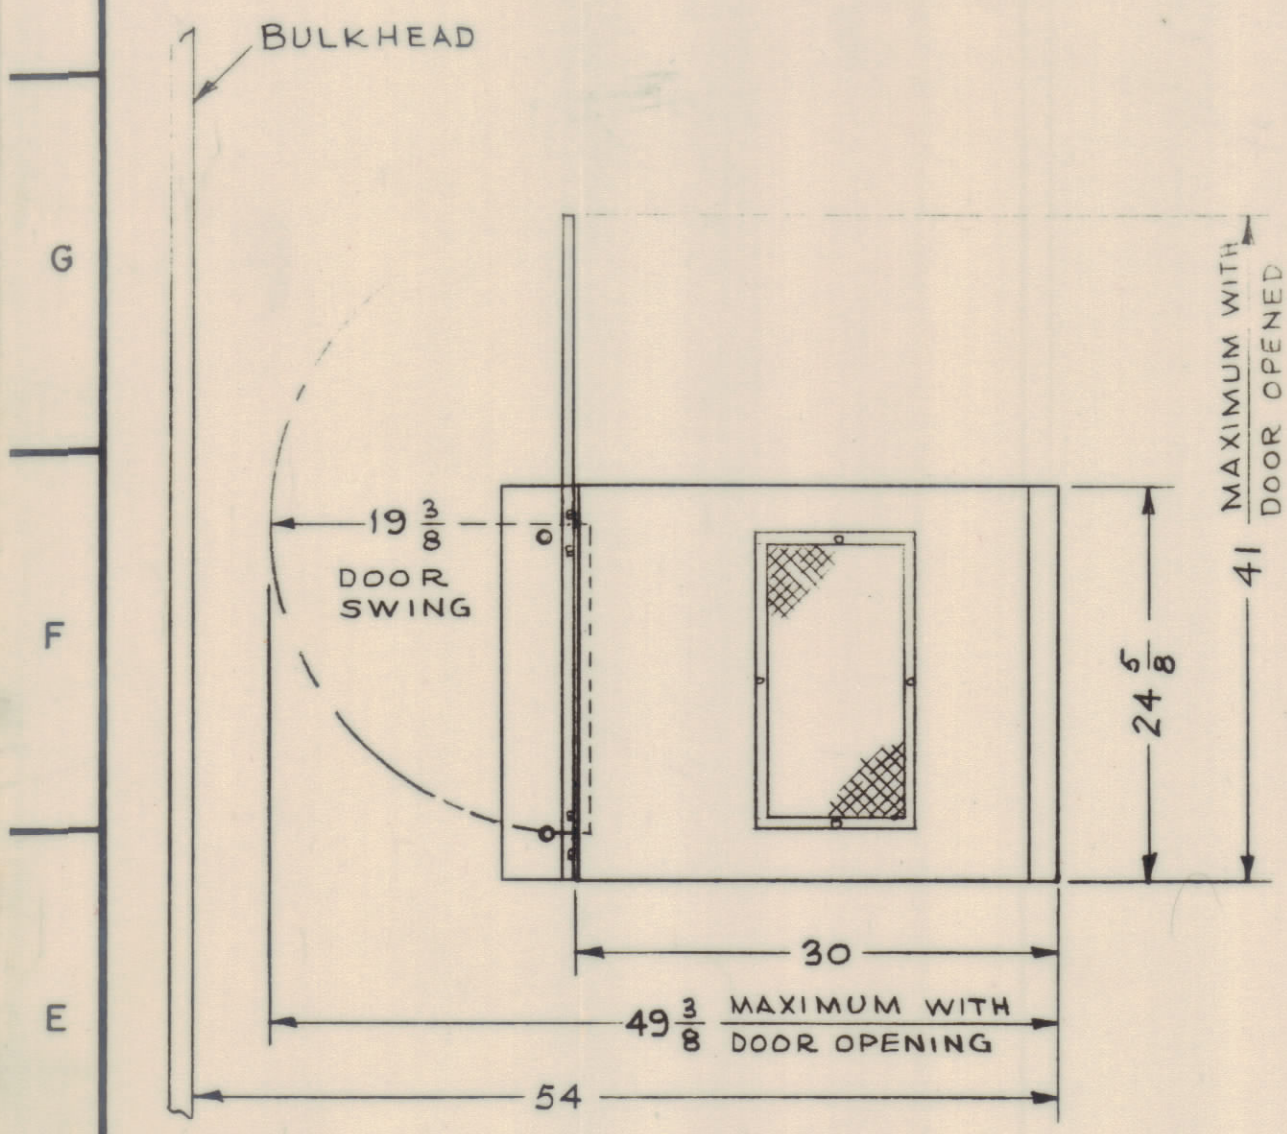 BULKHEAD
G
MAXIMUM WITH
DOOR OPENED
41
19 3/8
DOOR
SWING
F
24 5/8
30
E
49 3/8 MAXIMUM WITH
DOOR OPENING
54